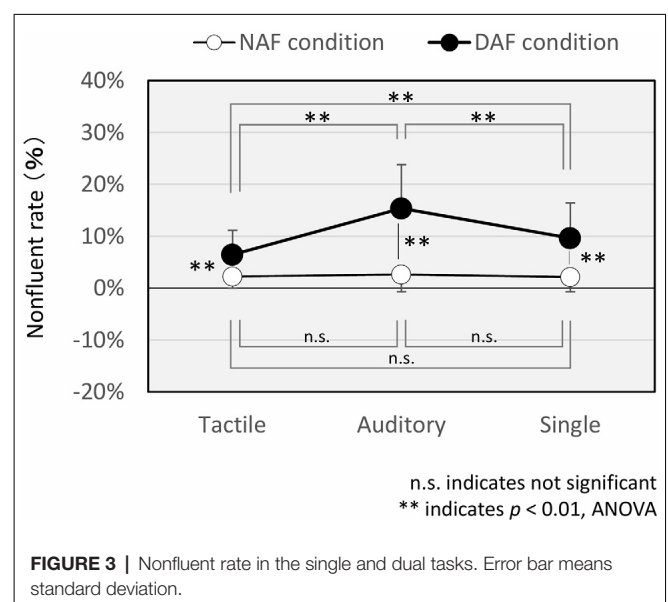 NAF condition DAF condition
40%
**
30%
** **
20%
Nonfluent rate (%)
10%
**
** **
0%
n.s. n.s.
-10%
n.s.
-20%
Tactile Auditory Single
n.s. indicates not significant
** indicates p < 0.01, ANOVA
FIGURE 3 | Nonfluent rate in the single and dual tasks. Error bar means
standard deviation.